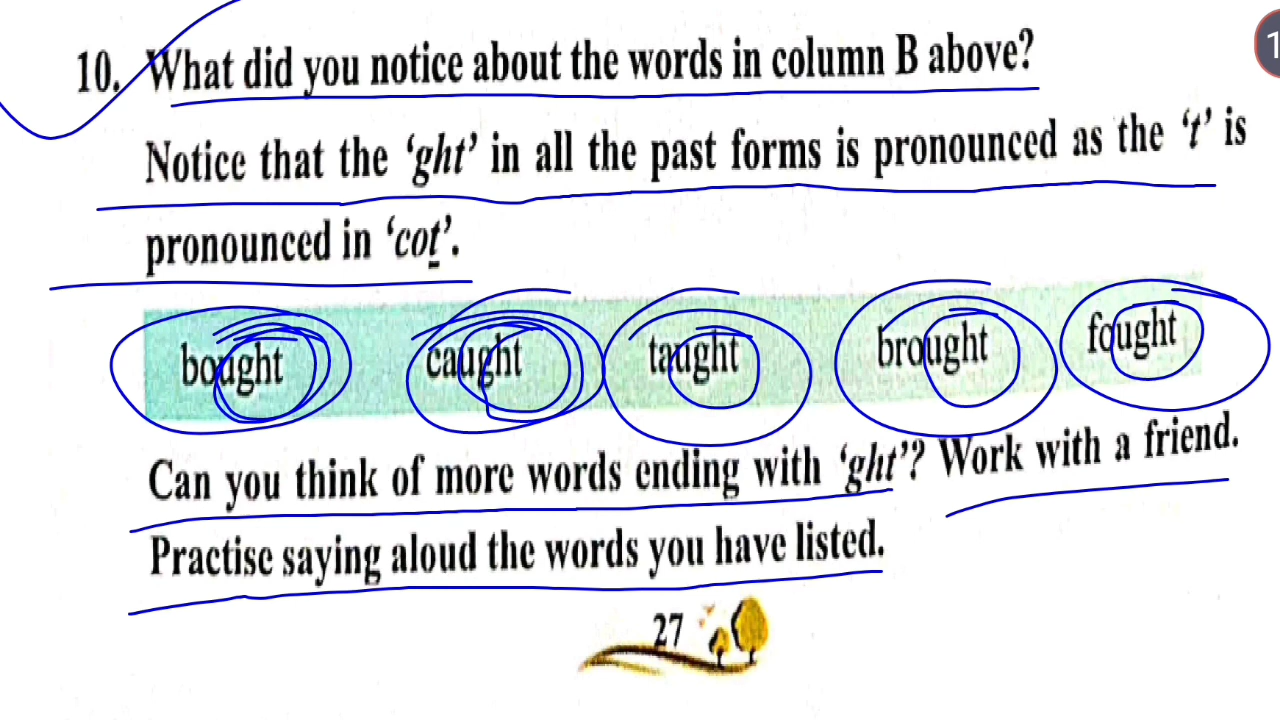 10. What did you notice about the words in column B above?
Notice that the ‘ght’ in all the past forms is pronounced as the ‘t’ is
pronounced in ‘cot’.
bought caught taught brought fought
Can you think of more words ending with ‘ght’? Work with a friend.
Practise saying aloud the words you have listed.
27
1